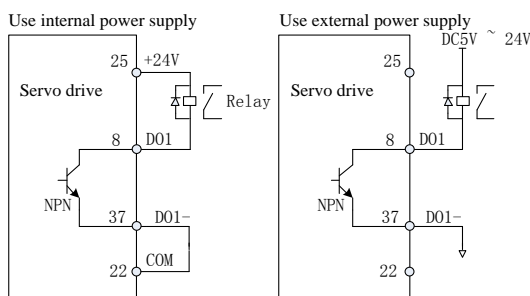 Use internal power supply
25 +24V
Servo drive
Relay
8 DO1
NPN
37 DO1-
COM
22
Use external power supply
DC5V ~ 24V
25
Servo drive
8 DO1
NPN
37 DO1-
22